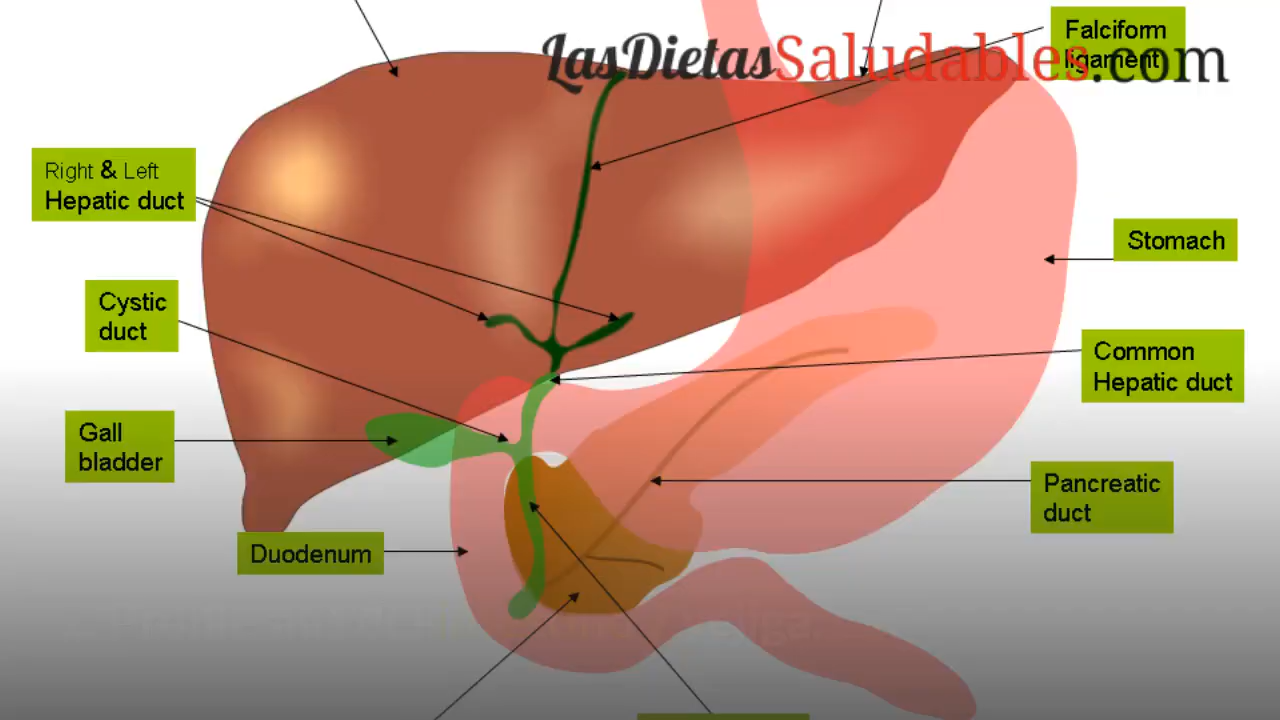 LasDietasSaludables.com
Falciform
ligament
Right & Left
Hepatic duct
Stomach
Cystic
duct
Common
Hepatic duct
Gall
bladder
Pancreatic
duct
Duodenum